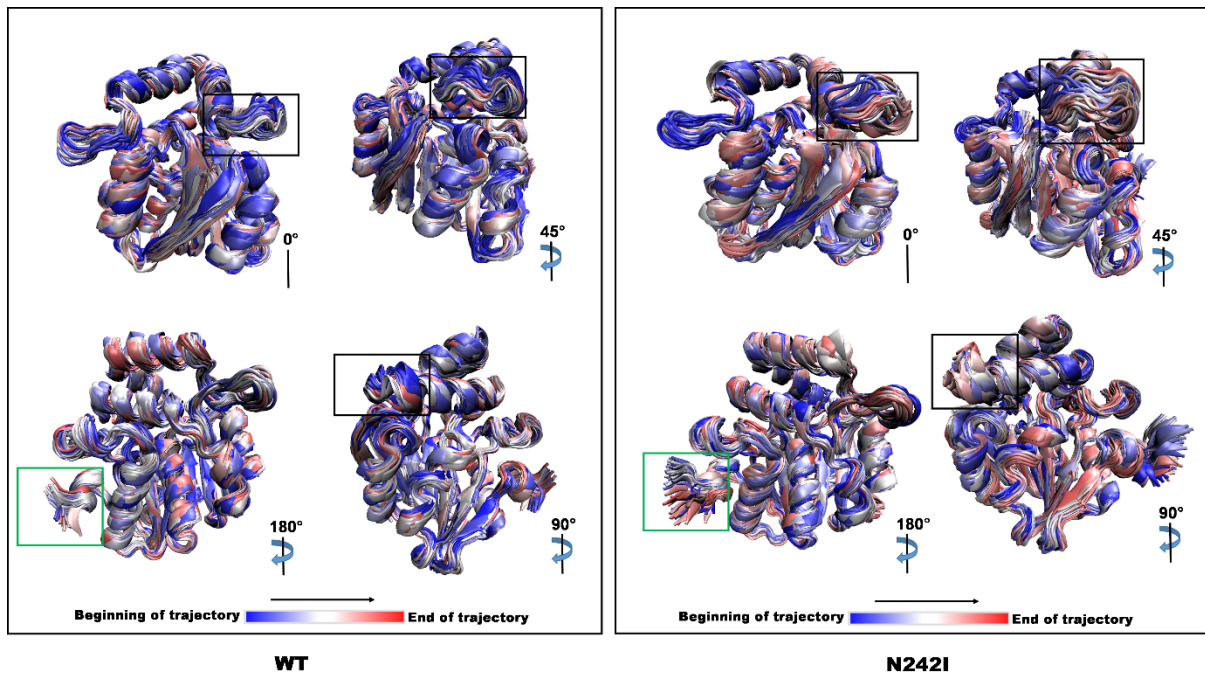 0°
45°
180°
90°
Beginning of trajectory
End of trajectory
WT
0°
45°
180°
90°
Beginning of trajectory
End of trajectory
N242I